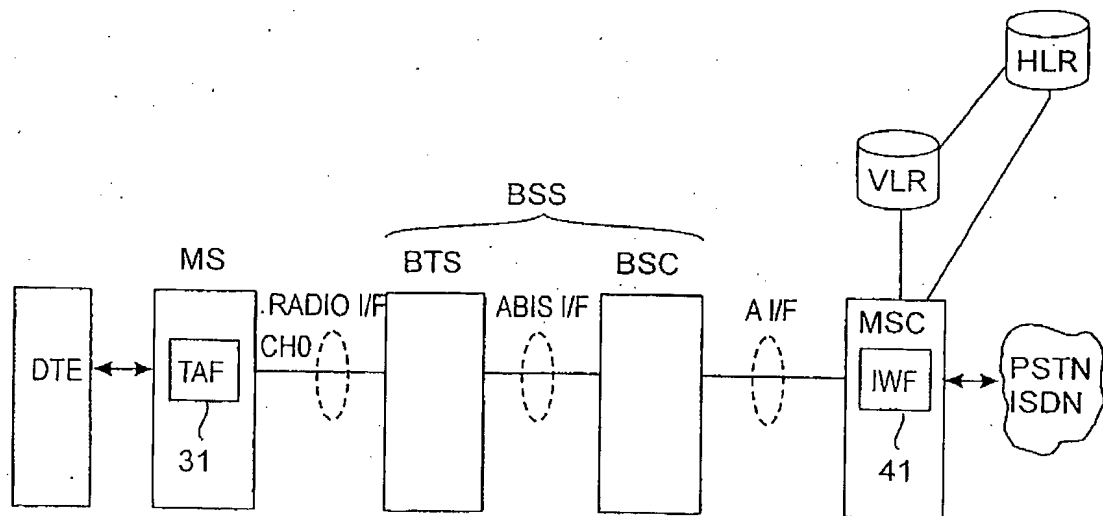 HLR
VLR
BSS
MS
BTS
BSC
.RADIO I/F
CH0
ABIS I/F
A I/F
MSC
DTE
TAF
IWF
PSTN
ISDN
31
41